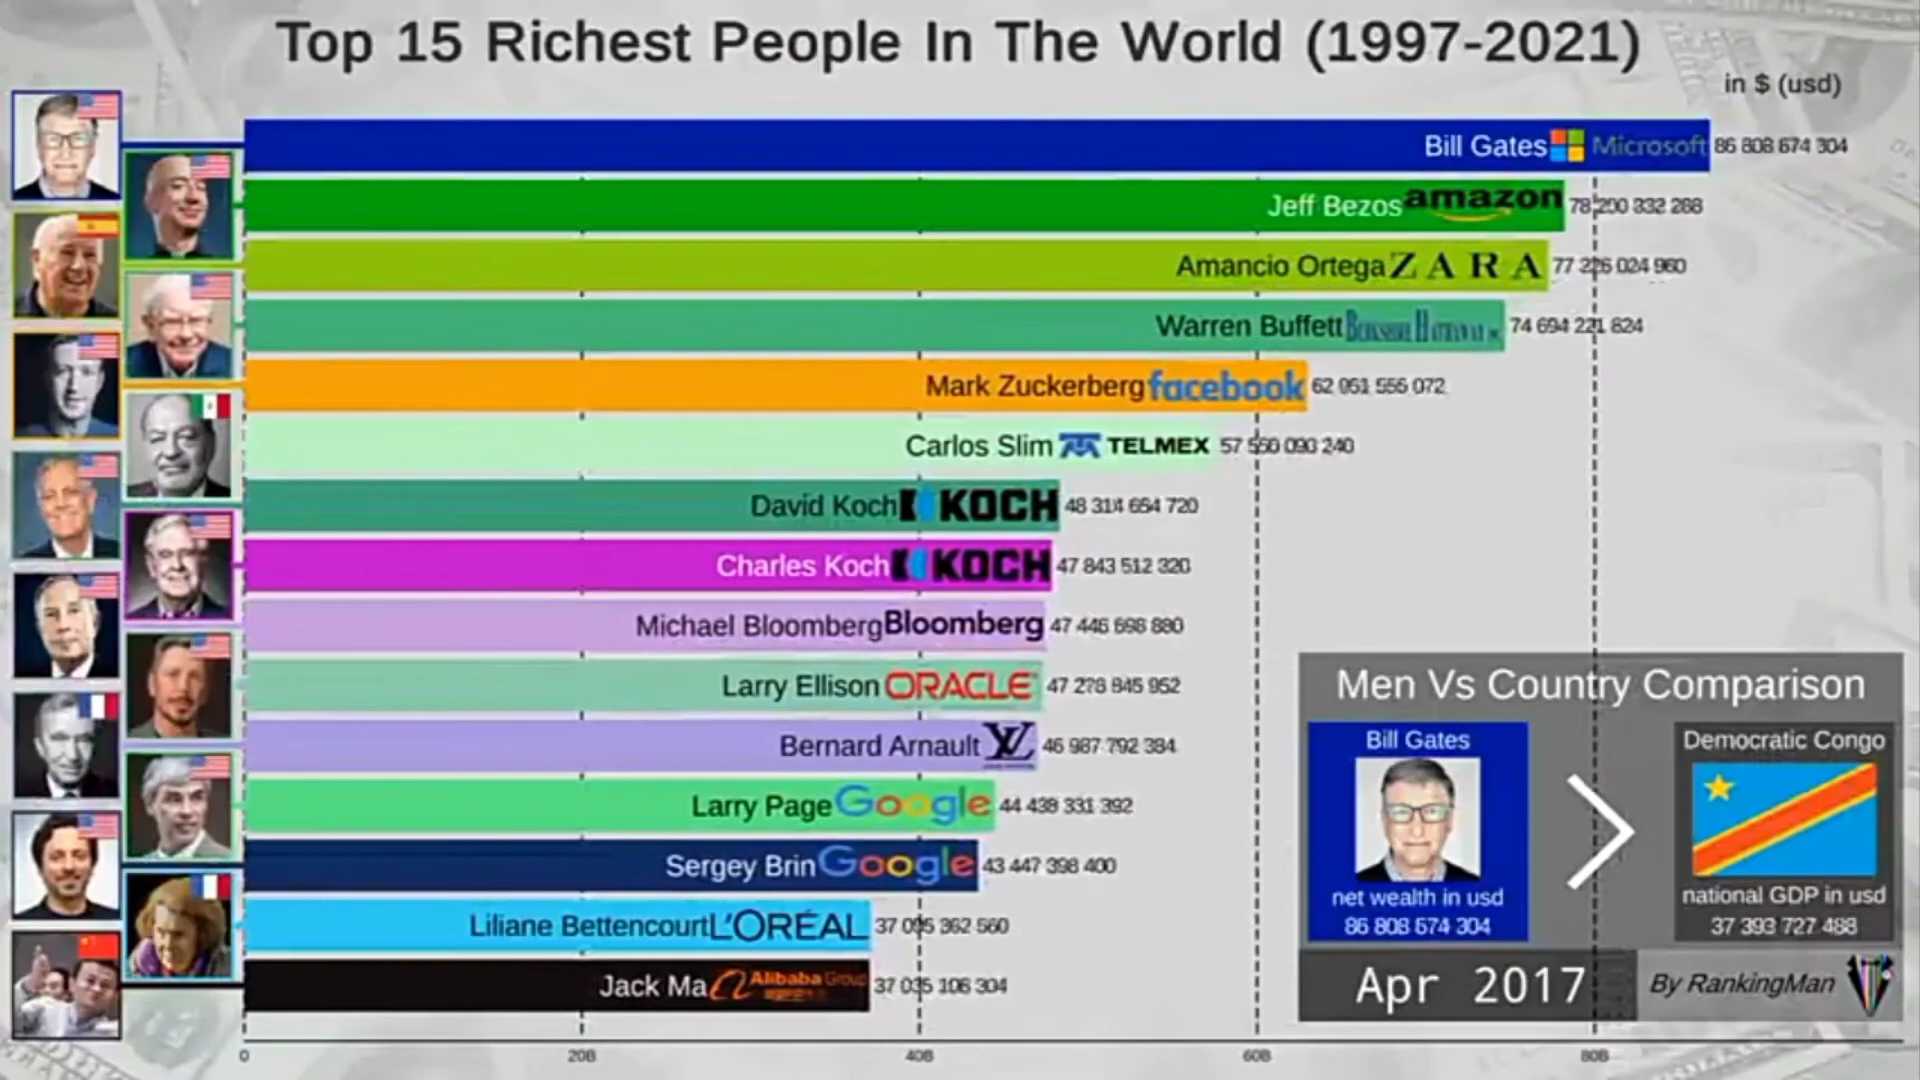 Top 15 Richest People In The World (1997-2021)
in $ (usd)
Bill Gates Microsoft 86 808 674 304
Jeff Bezos amazon 78 200 332 288
Amancio Ortega ZARA 77 226 024 960
Warren Buffett Berkshire Hathaway 74 694 221 824
Mark Zuckerberg facebook 62 951 556 072
Carlos Slim TELMEX 57 550 090 240
David Koch KOCH 48 314 654 720
Charles Koch KOCH 47 843 512 320
Michael Bloomberg Bloomberg 47 446 698 880
Larry Ellison ORACLE 47 278 845 952
Bernard Arnault LV 46 987 792 384
Larry Page Google 44 438 331 392
Sergey Brin Google 43 447 398 400
Liliane Bettencourt L'ORÉAL 37 095 362 560
Jack Ma Alibaba Group 37 035 106 304
0 20B 40B 60B 80B
Men Vs Country Comparison
Bill Gates
net wealth in usd
86 808 674 304
Democratic Congo
national GDP in usd
37 393 727 488
Apr 2017
By RankingMan